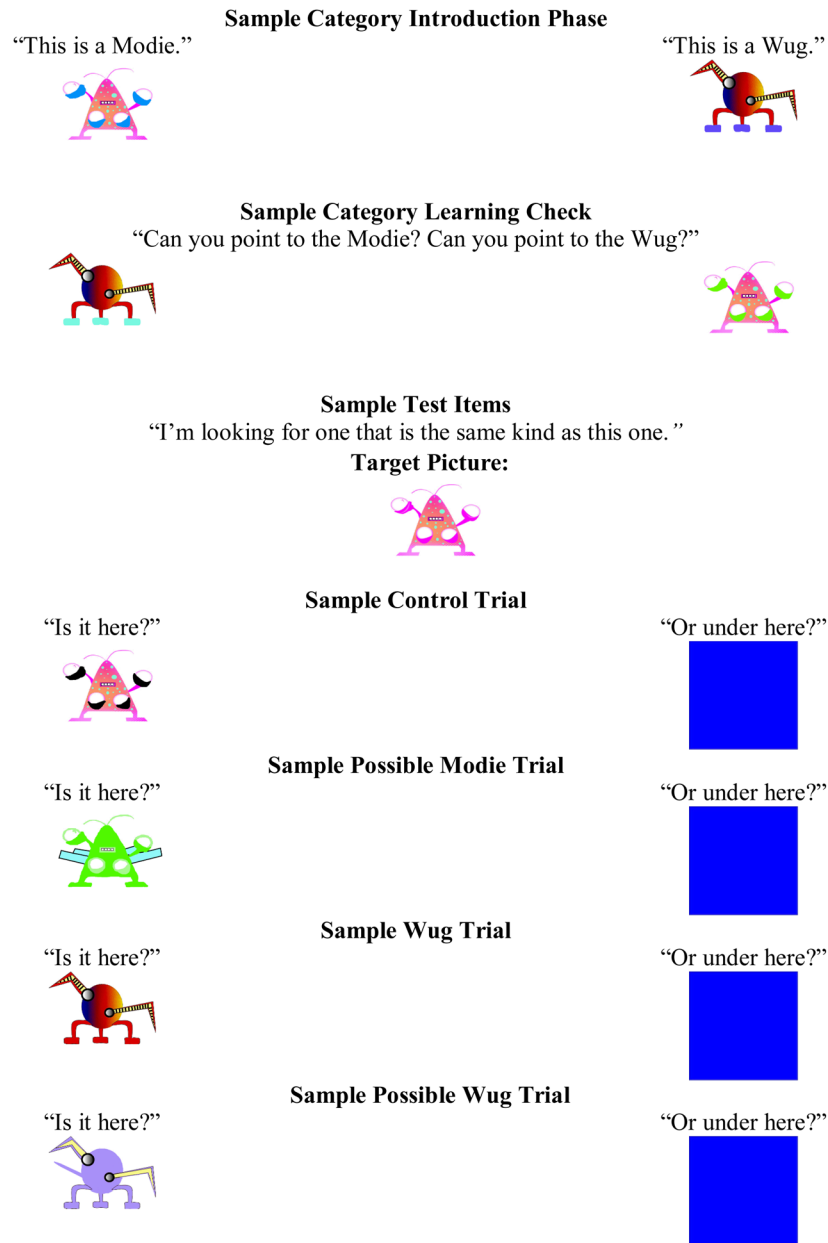 Sample Category Introduction Phase
“This is a Modie.”
“This is a Wug.”
Sample Category Learning Check
“Can you point to the Modie? Can you point to the Wug?”
Sample Test Items
“I’m looking for one that is the same kind as this one.”
Target Picture:
Sample Control Trial
“Is it here?”
“Or under here?”
Sample Possible Modie Trial
“Is it here?”
“Or under here?”
Sample Wug Trial
“Is it here?”
“Or under here?”
Sample Possible Wug Trial
“Is it here?”
“Or under here?”